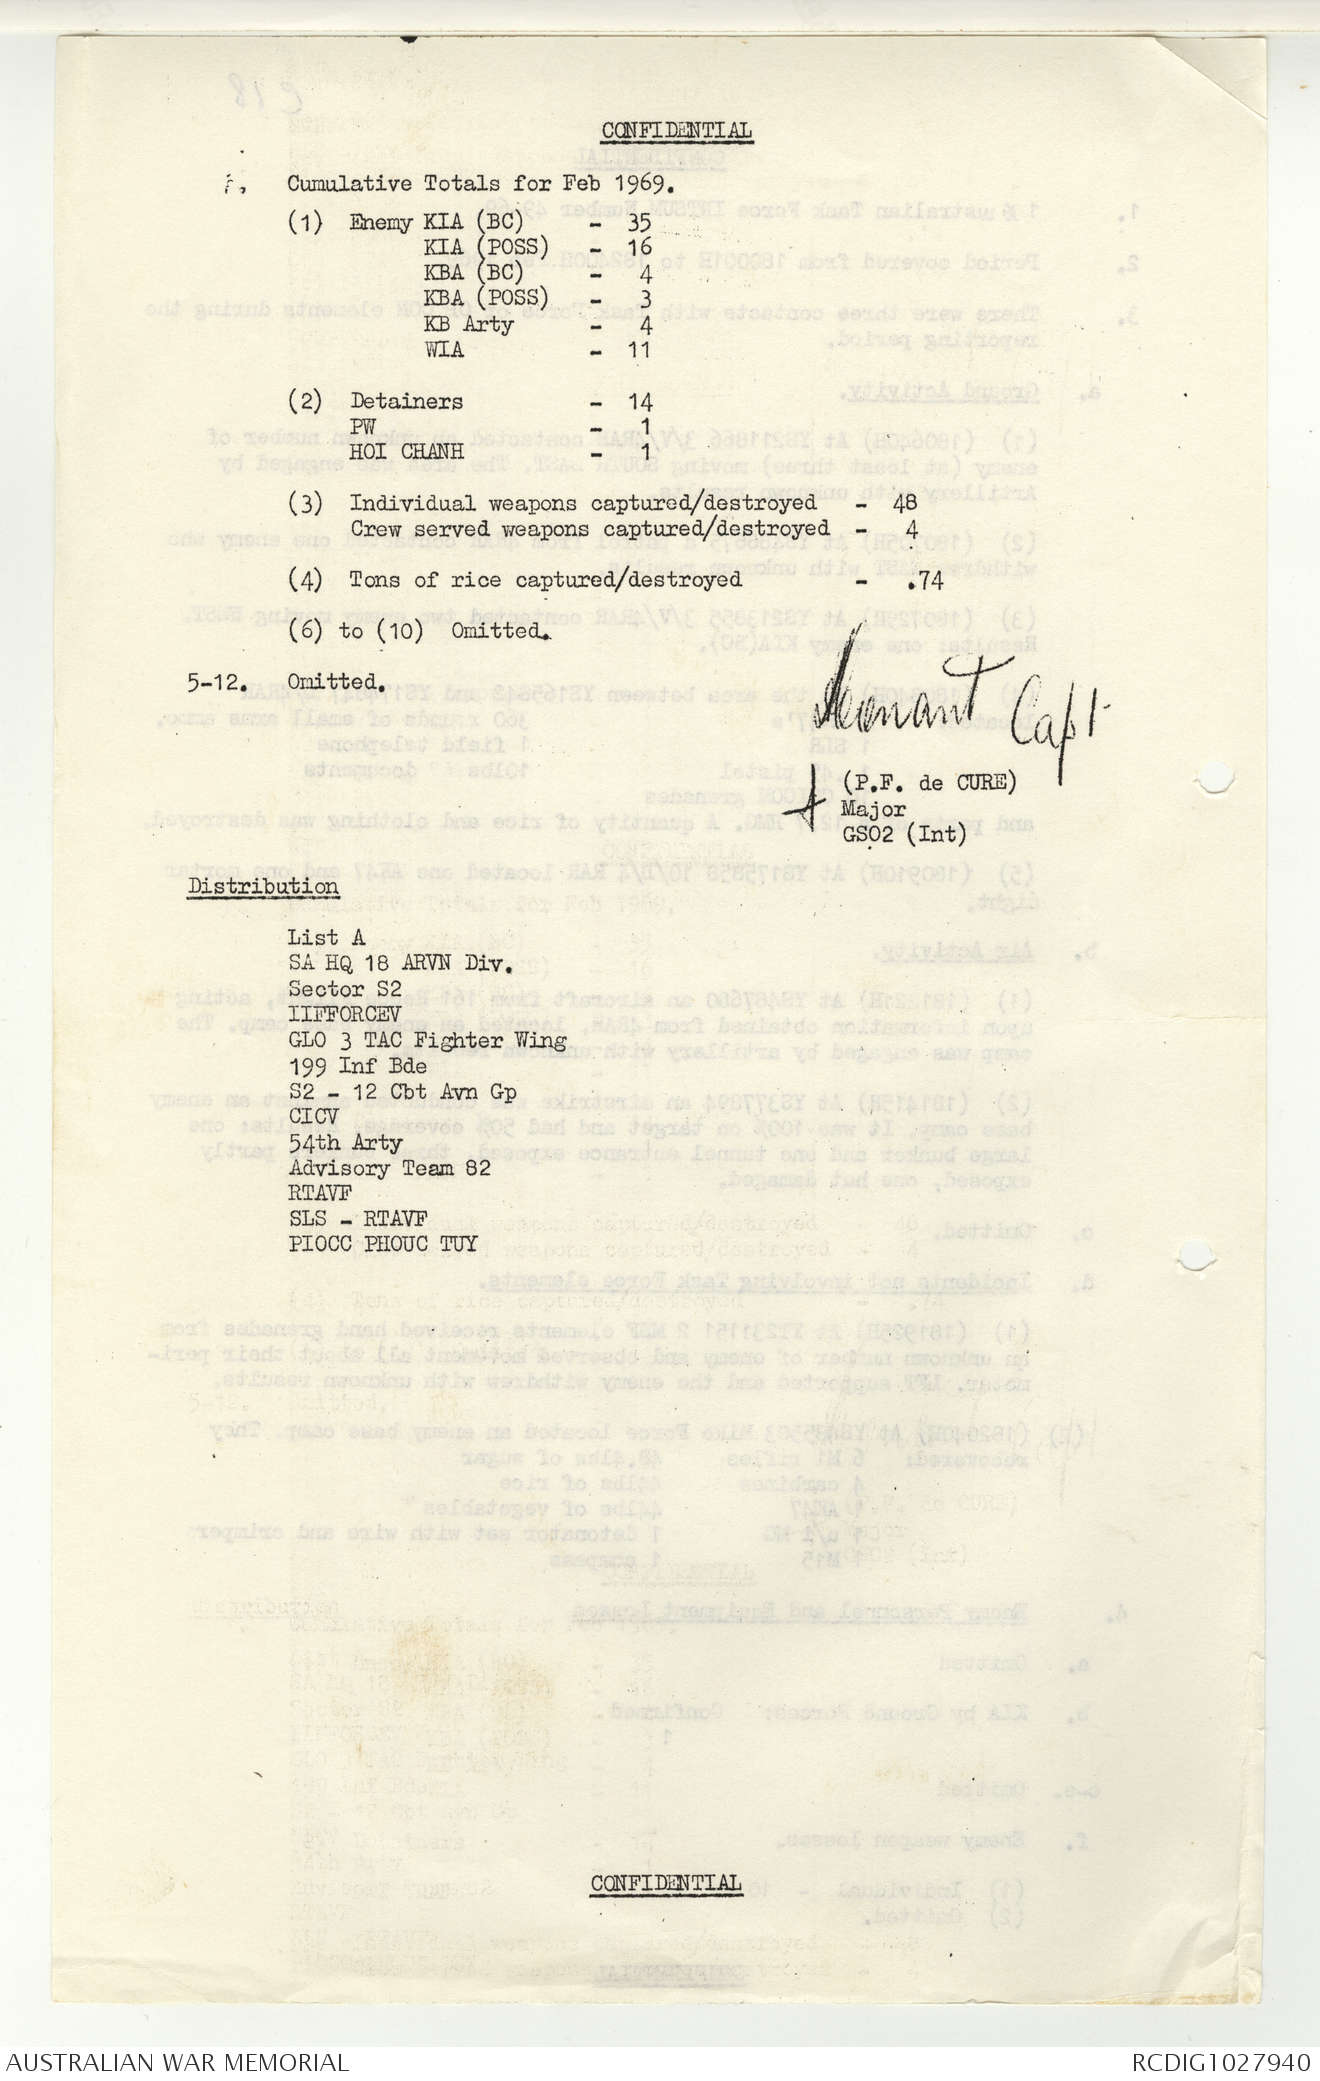 CONFIDENTIAL
Cumulative Totals for Feb 1969.
(1) Enemy KIA (BC) - 35
KIA (POSS) - 16
KBA (BC) - 4
KBA (POSS) - 3
KB Arty - 4
WIA - 11
(2) Detainers - 14
PW - 1
HOI CHANH - 1
(3) Individual weapons captured/destroyed - 48
Crew served weapons captured/destroyed - 4
(4) Tons of rice captured/destroyed - .74
(6) to (10) Omitted.
5-12. Omitted.
Capt
(P.F. de CURE)
Major
GSO2 (Int)
Distribution
List A
SA HQ 18 ARVN Div.
Sector S2
IIFFORCEV
GLO 3 TAC Fighter Wing
199 Inf Bde
S2 - 12 Cbt Avn Gp
CICV
54th Arty
Advisory Team 82
RTAVF
SLS - RTAVF
PIOCC PHOUC TUY
CONFIDENTIAL
AUSTRALIAN WAR MEMORIAL
RCDIG1027940